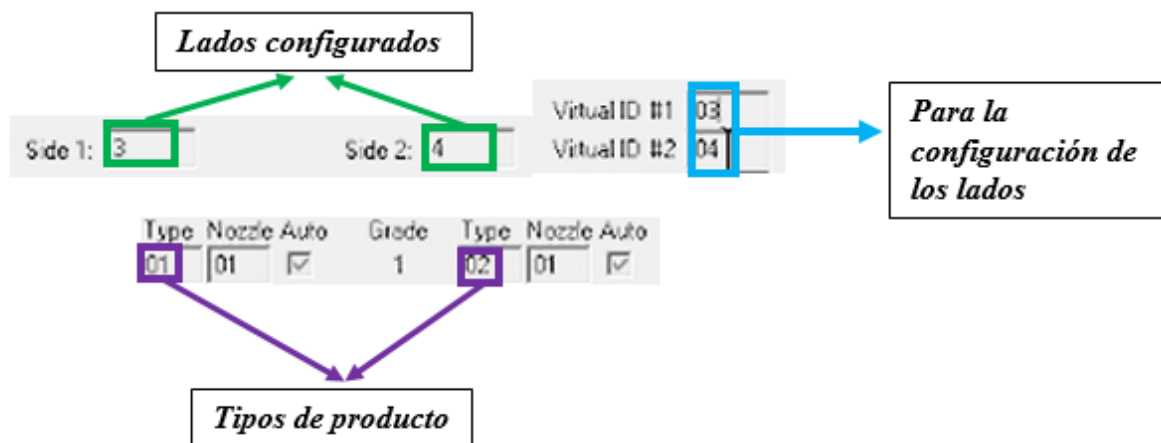 Lados configurados
Side 1: 3
Side 2: 4
Virtual ID #1 03
Virtual ID #2 04
Para la
configuración de
los lados
Type Nozzle Auto Grade Type Nozzle Auto
01 01 1 02 01
Tipos de producto